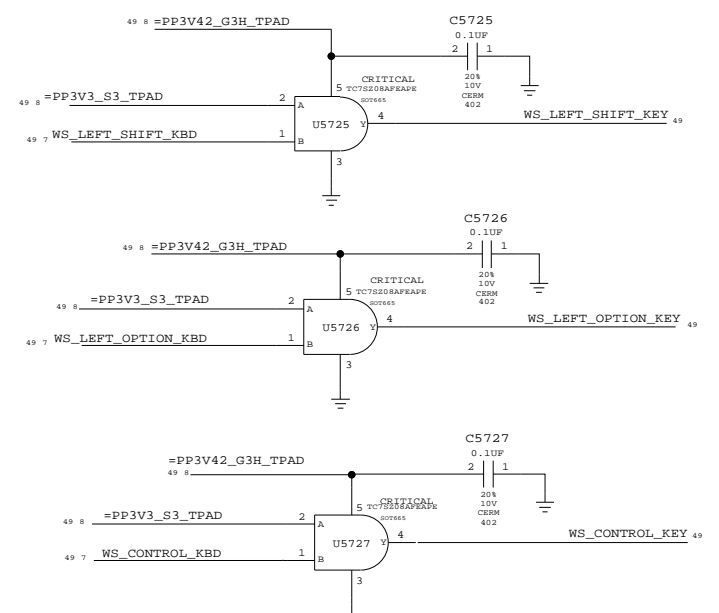 49 8 =PP3V42_G3H_TPAD
C5725
0.1UF
2 1
20%
10V
CERM
402
5 CRITICAL
TC7SZ08AFEAPE
SOT665
49 8 =PP3V3_S3_TPAD 2
A
U5725 Y 4 WS_LEFT_SHIFT_KEY 49
49 7 WS_LEFT_SHIFT_KBD 1
B
3
C5726
0.1UF
49 8 =PP3V42_G3H_TPAD 2 1
20%
10V
CERM
402
CRITICAL
5 TC7SZ08AFEAPE
SOT665
49 8 =PP3V3_S3_TPAD 2
A
U5726 Y 4 WS_LEFT_OPTION_KEY 49
49 7 WS_LEFT_OPTION_KBD 1
B
3
C5727
0.1UF
=PP3V42_G3H_TPAD
49 8
2 1
20%
10V
CERM
402
CRITICAL
5 TC7SZ08AFEAPE
SOT665
49 8 =PP3V3_S3_TPAD 2
A
U5727 Y 4 WS_CONTROL_KEY 49
49 7 WS_CONTROL_KBD 1
B
3